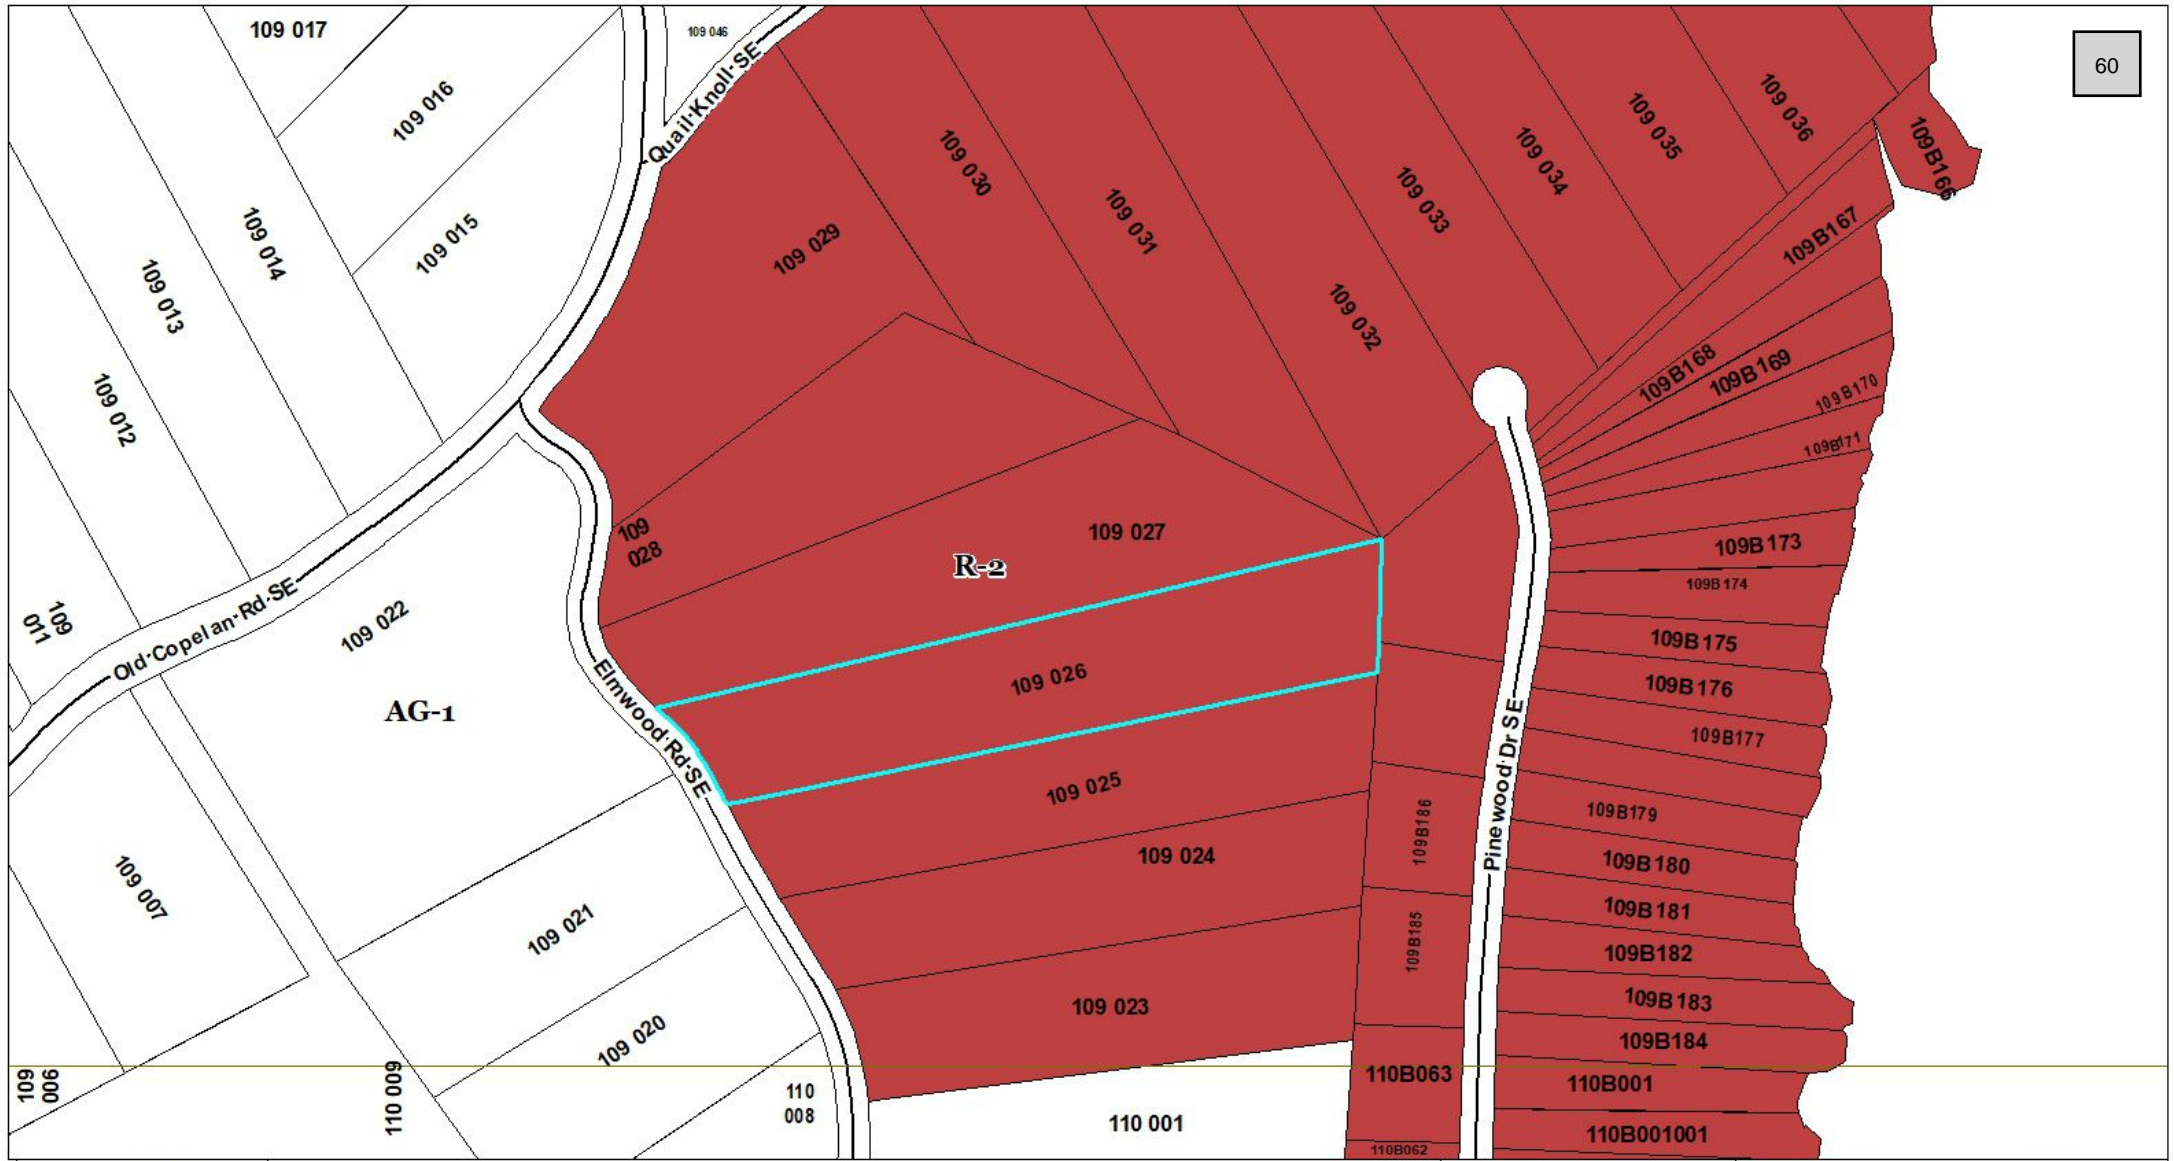 109 017
109 046
60
109 016
Quail Knoll SE
109 036
109 035
109 034
109B166
109 030
109 033
109 031
109 014
109 015
109 029
109B167
109 013
109 032
109 012
109B168
109B169
109B170
109B171
109 027
109
028
R-2
109B173
109B174
109
011
Old Copelan Rd SE
109 022
109B175
109 026
109B176
AG-1
Elmwood Rd SE
109B177
Pinewood Dr SE
109 025
109B179
109B186
109 024
109B180
109 007
109B181
109 021
109B185
109B182
109B183
109 023
109 020
109B184
109
006
110 009
110
008
110B063
110B001
110 001
110B001001
110B062